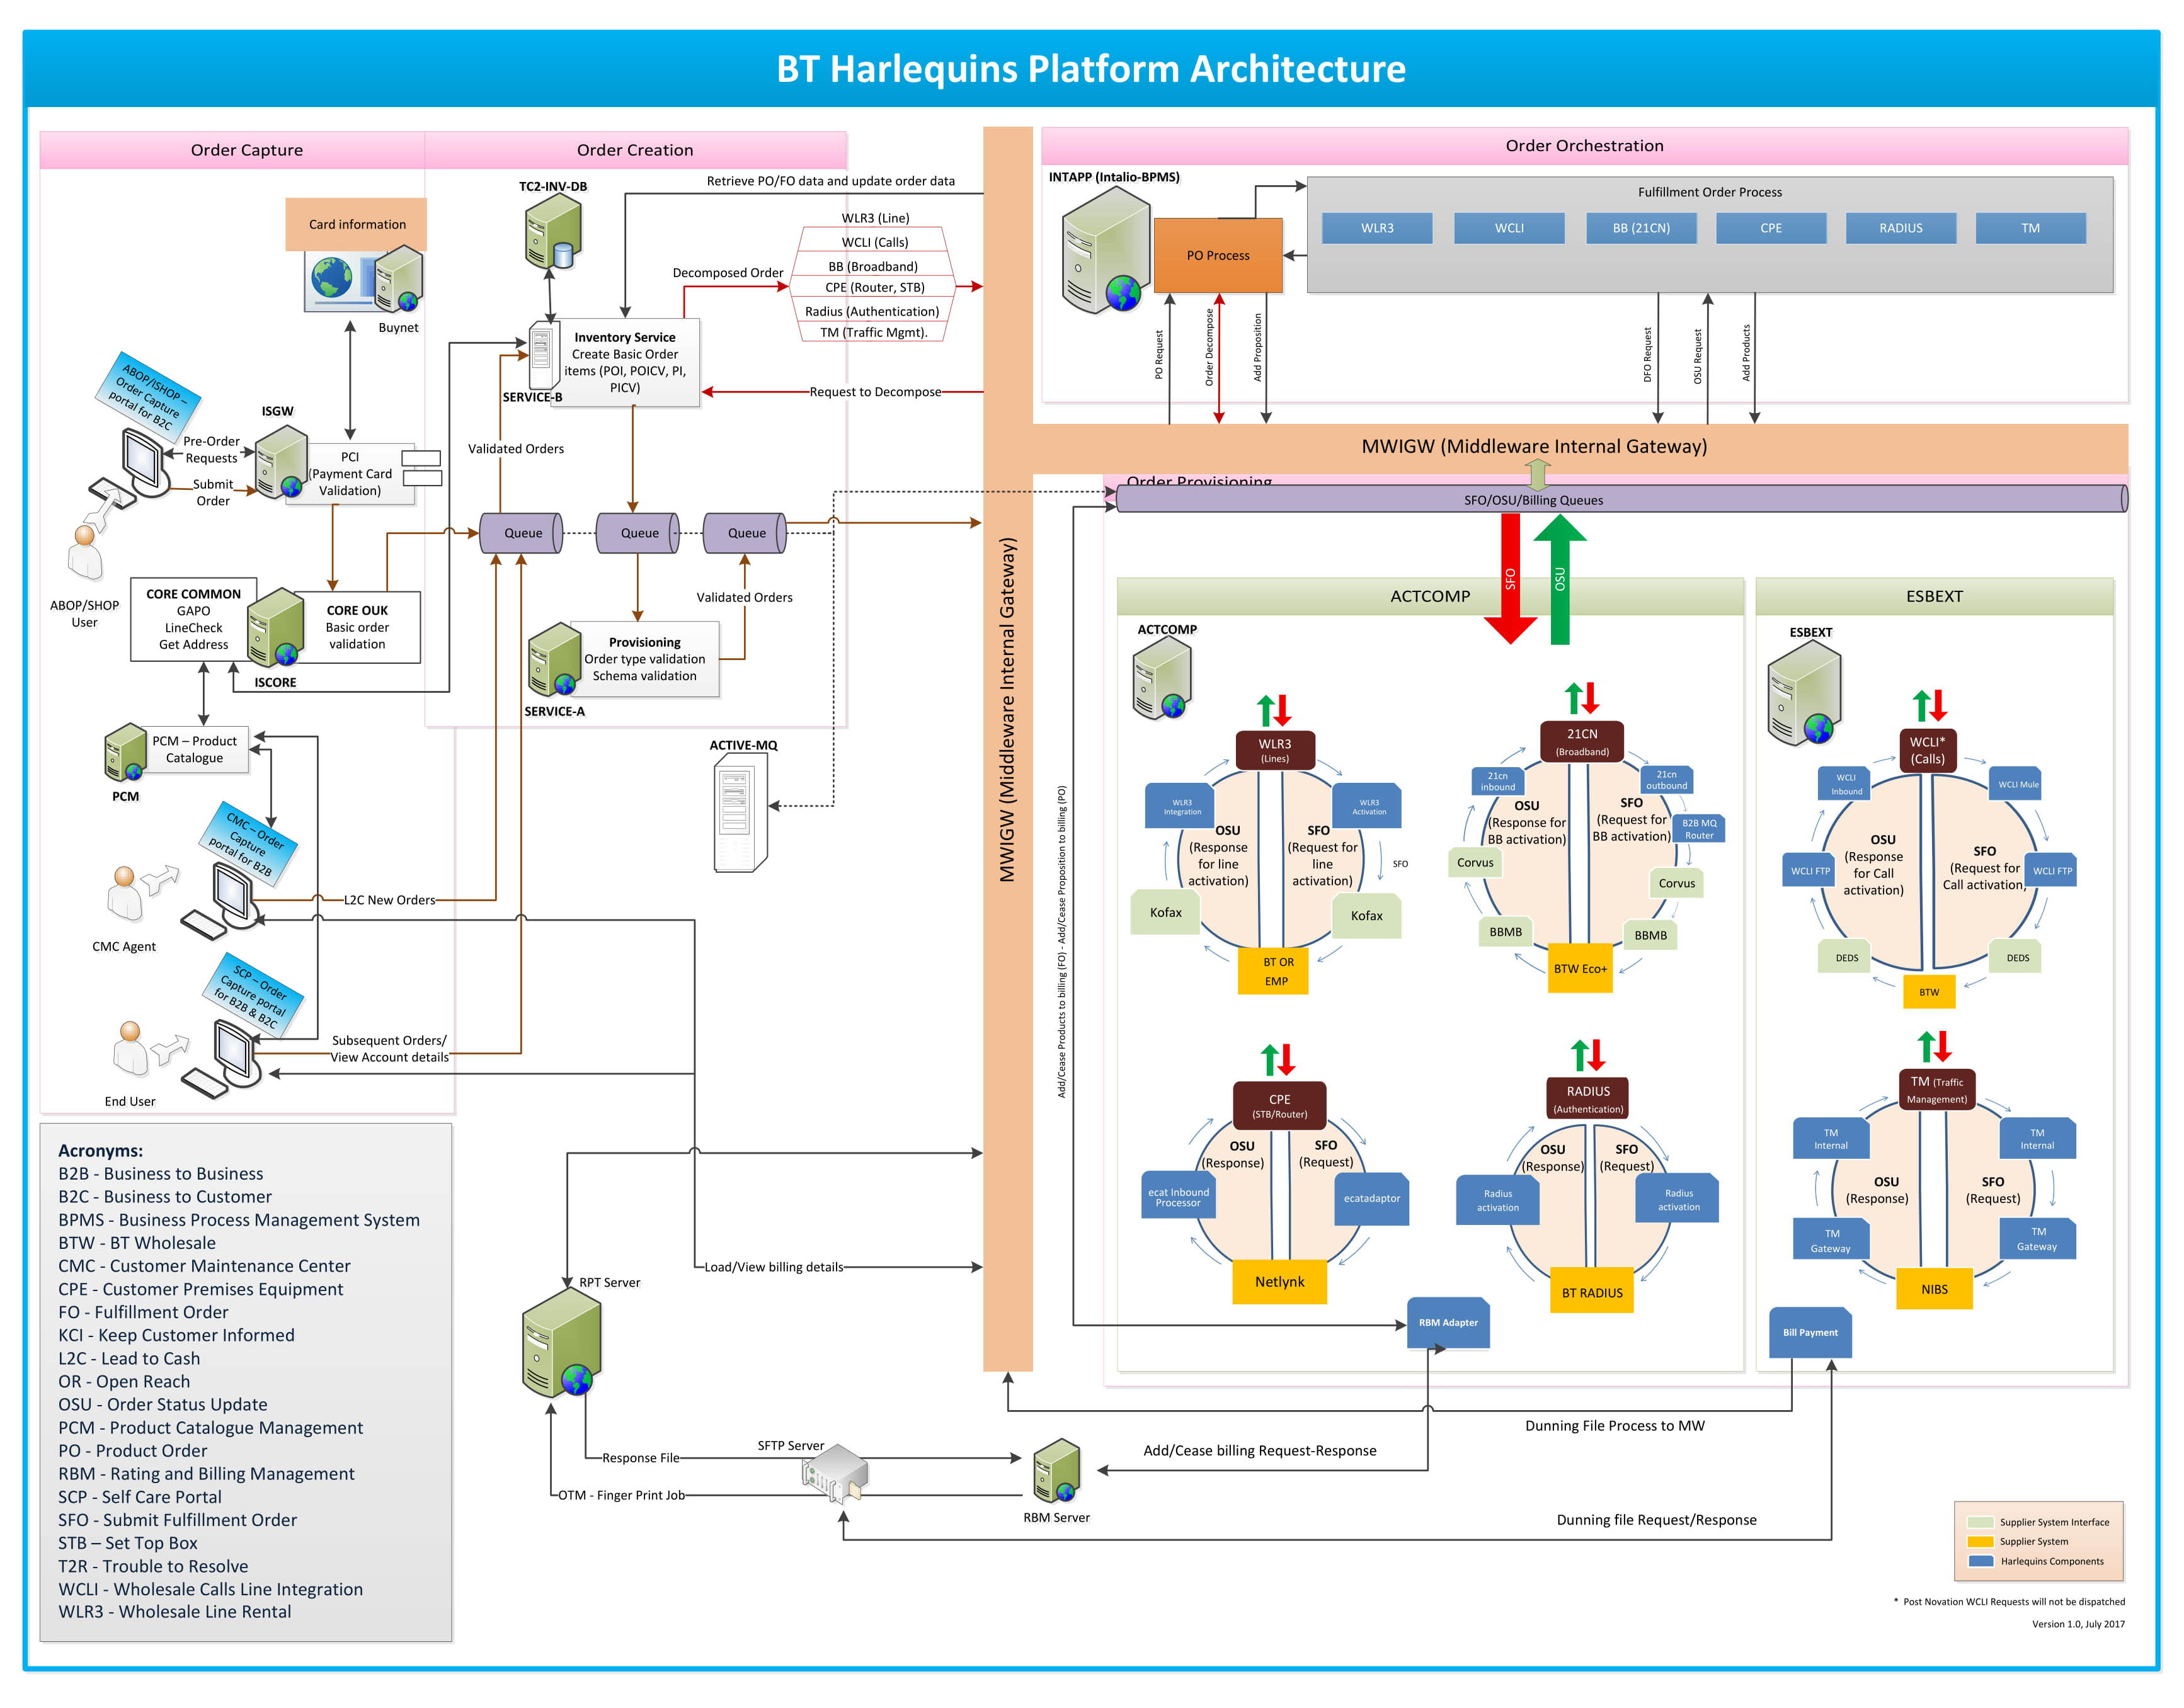 BT Harlequins Platform Architecture
Order Capture
Order Creation
Order Orchestration
Card information
Buynet
ABOP/ISHOP –
Order Capture
portal for B2C
ISGW
Pre-Order
Requests
Submit
Order
PCI
(Payment Card
Validation)
ABOP/SHOP
User
CORE COMMON
GAPO
LineCheck
Get Address
CORE OUK
Basic order
validation
ISCORE
PCM – Product
Catalogue
PCM
CMC – Order
Capture
portal for B2B
CMC Agent
L2C New Orders
SCP – Order
Capture portal
for B2B & B2C
End User
Subsequent Orders/
View Account details
TC2-INV-DB
Retrieve PO/FO data and update order data
Decomposed Order
WLR3 (Line)
WCLI (Calls)
BB (Broadband)
CPE (Router, STB)
Radius (Authentication)
TM (Traffic Mgmt).
Inventory Service
Create Basic Order
items (POI, POICV, PI,
PICV)
SERVICE-B
Request to Decompose
Validated Orders
Queue
Queue
Queue
Validated Orders
Provisioning
Order type validation
Schema validation
SERVICE-A
ACTIVE-MQ
MWIGW (Middleware Internal Gateway)
INTAPP (Intalio-BPMS)
PO Process
Fulfillment Order Process
WLR3
WCLI
BB (21CN)
CPE
RADIUS
TM
PO Request
Order Decompose
Add Proposition
DFO Request
OSU Request
Add Products
MWIGW (Middleware Internal Gateway)
Order Provisioning
SFO/OSU/Billing Queues
SFO
OSU
Add/Cease Products to billing (FO) - Add/Cease Proposition to billing (PO)
ACTCOMP
ESBEXT
ACTCOMP
WLR3
(Lines)
WLR3
Integration
WLR3
Activation
OSU
(Response
for line
activation)
SFO
(Request for
line
activation)
SFO
Kofax
Kofax
BT OR
EMP
21CN
(Broadband)
21cn
inbound
21cn
outbound
OSU
(Response for
BB activation)
SFO
(Request for
BB activation)
B2B MQ
Router
Corvus
Corvus
BBMB
BBMB
BTW Eco+
ESBEXT
WCLI*
(Calls)
WCLI
Inbound
WCLI Mule
OSU
(Response
for Call
activation)
SFO
(Request for
Call activation)
WCLI FTP
WCLI FTP
DEDS
DEDS
BTW
CPE
(STB/Router)
OSU
(Response)
SFO
(Request)
ecat Inbound
Processor
ecatadaptor
Netlynk
RADIUS
(Authentication)
OSU
(Response)
SFO
(Request)
Radius
activation
Radius
activation
BT RADIUS
TM (Traffic
Management)
TM
Internal
TM
Internal
OSU
(Response)
SFO
(Request)
TM
Gateway
TM
Gateway
NIBS
RBM Adapter
Bill Payment
Load/View billing details
RPT Server
Response File
SFTP Server
OTM - Finger Print Job
RBM Server
Add/Cease billing Request-Response
Dunning File Process to MW
Dunning file Request/Response
Acronyms:
B2B - Business to Business
B2C - Business to Customer
BPMS - Business Process Management System
BTW - BT Wholesale
CMC - Customer Maintenance Center
CPE - Customer Premises Equipment
FO - Fulfillment Order
KCI - Keep Customer Informed
L2C - Lead to Cash
OR - Open Reach
OSU - Order Status Update
PCM - Product Catalogue Management
PO - Product Order
RBM - Rating and Billing Management
SCP - Self Care Portal
SFO - Submit Fulfillment Order
STB – Set Top Box
T2R - Trouble to Resolve
WCLI - Wholesale Calls Line Integration
WLR3 - Wholesale Line Rental
Supplier System Interface
Supplier System
Harlequins Components
* Post Novation WCLI Requests will not be dispatched
Version 1.0, July 2017